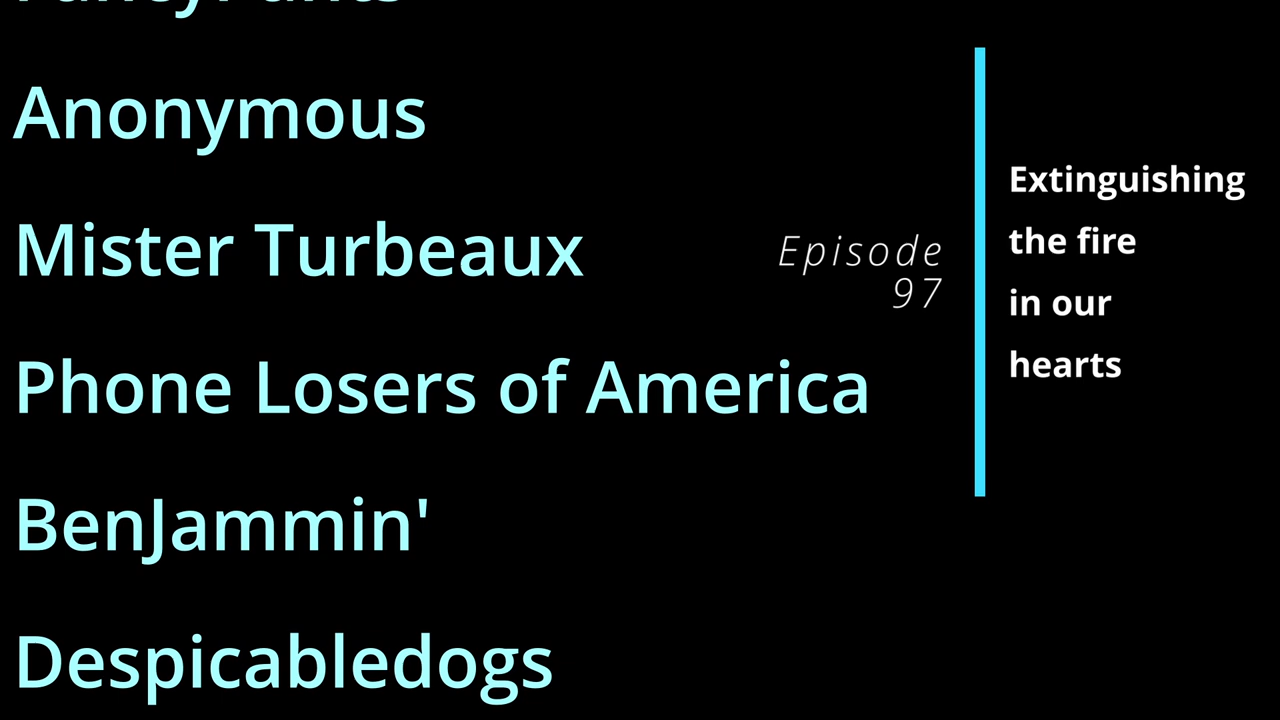 Anonymous
Mister Turbeaux
Phone Losers of America
BenJammin'
Despicabledogs
Episode
97
Extinguishing
the fire
in our
hearts